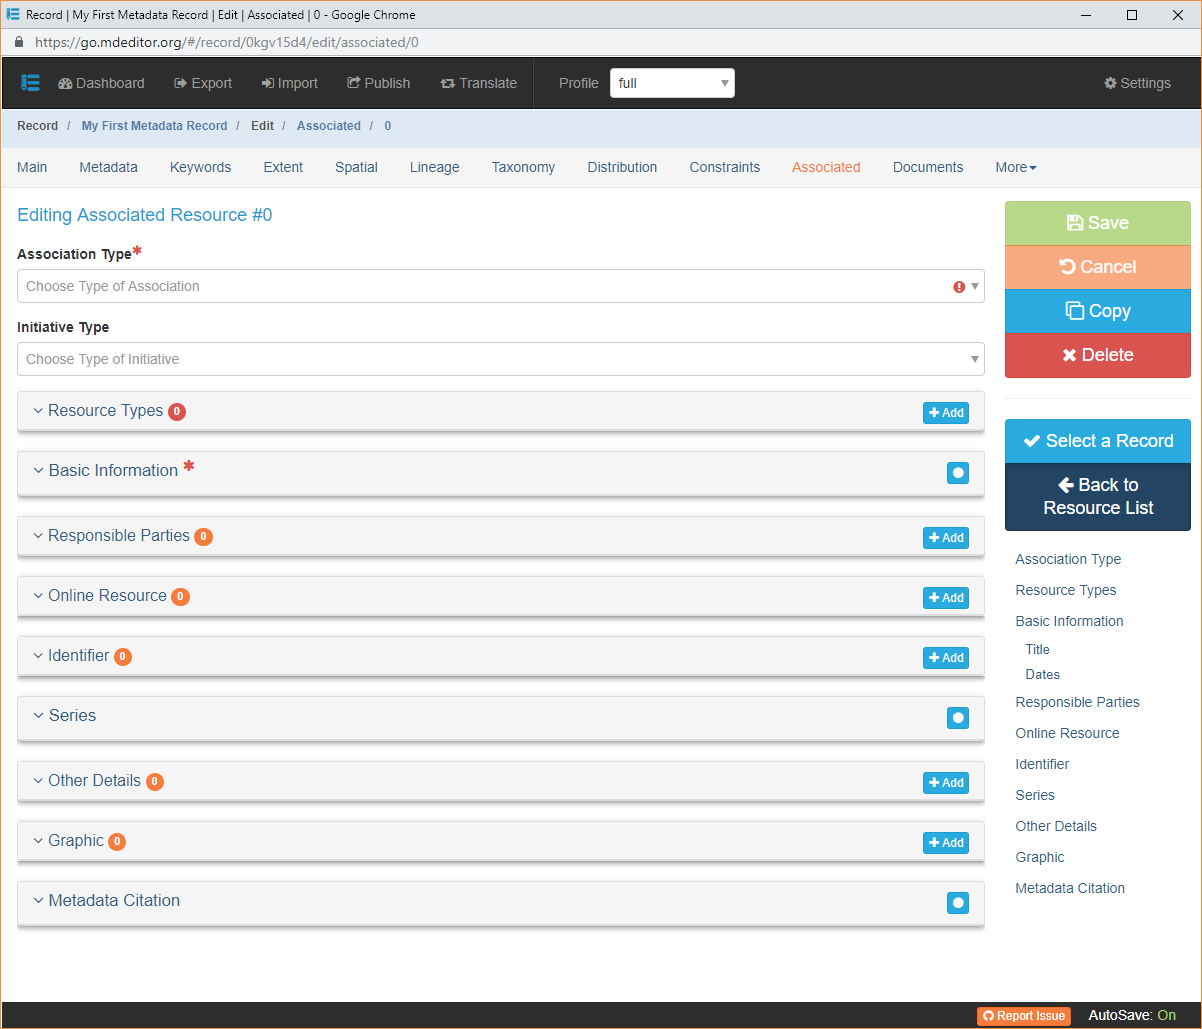 Record | My First Metadata Record | Edit | Associated | 0 - Google Chrome
https://go.mdeditor.org/#/record/0kgv15d4/edit/associated/0
Dashboard Export Import Publish Translate Profile full Settings
Record / My First Metadata Record / Edit / Associated / 0
Main Metadata Keywords Extent Spatial Lineage Taxonomy Distribution Constraints Associated Documents More
Editing Associated Resource #0
Association Type*
Choose Type of Association
Initiative Type
Choose Type of Initiative
Resource Types 0 Add
Basic Information *
Responsible Parties 0 Add
Online Resource 0 Add
Identifier 0 Add
Series
Other Details 0 Add
Graphic 0 Add
Metadata Citation
Save
Cancel
Copy
Delete
Select a Record
Back to
Resource List
Association Type
Resource Types
Basic Information
Title
Dates
Responsible Parties
Online Resource
Identifier
Series
Other Details
Graphic
Metadata Citation
Report Issue AutoSave: On